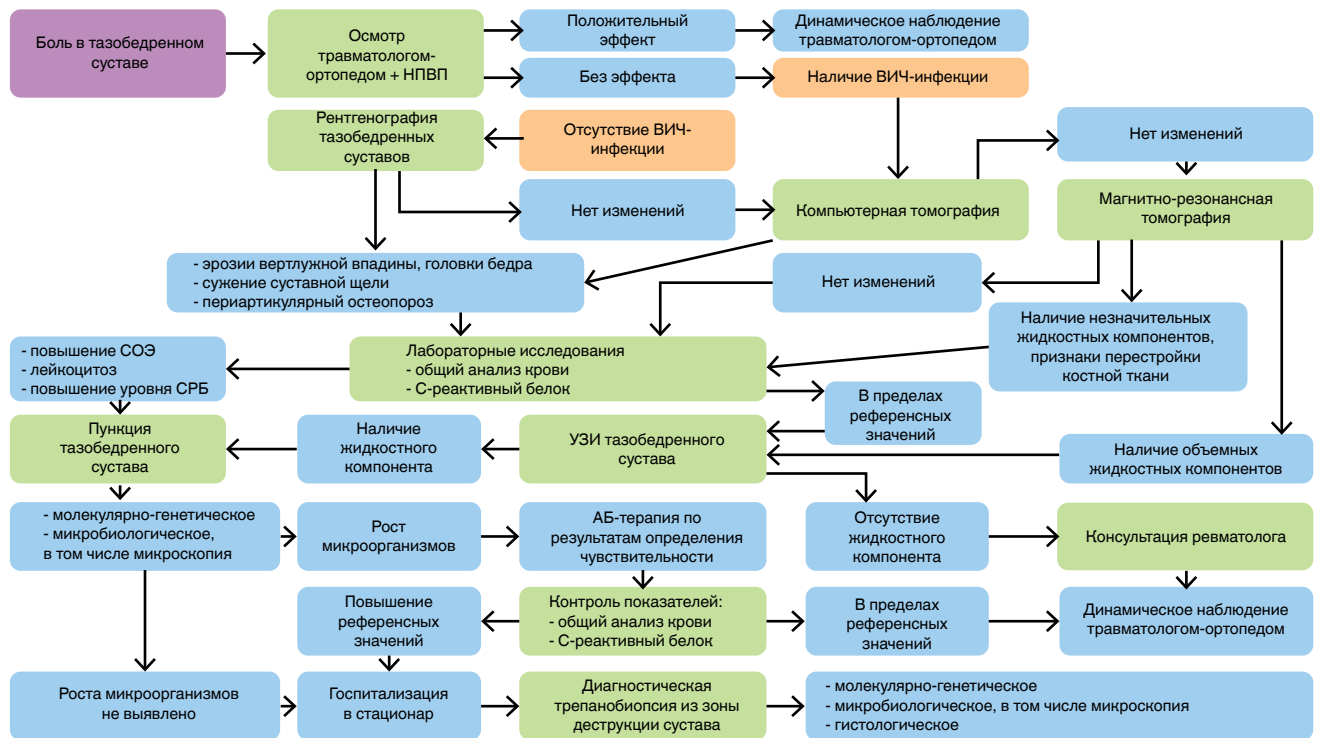 Боль в тазобедренном
суставе
Осмотр
травматологом-
ортопедом + НПВП
Положительный
эффект
Динамическое наблюдение
травматологом-ортопедом
Без эффекта
Наличие ВИЧ-инфекции
Рентгенография
тазобедренных
суставов
Отсутствие ВИЧ-
инфекции
Нет изменений
Нет изменений
Компьютерная томография
Магнитно-резонансная
томография
- эрозии вертлужной впадины, головки бедра
- сужение суставной щели
- периартикулярный остеопороз
Нет изменений
Наличие незначительных
жидкостных компонентов,
признаки перестройки
костной ткани
- повышение СОЭ
- лейкоцитоз
- повышение уровня СРБ
Лабораторные исследования
- общий анализ крови
- С-реактивный белок
В пределах
референсных
значений
Пункция
тазобедренного
сустава
Наличие
жидкостного
компонента
УЗИ тазобедренного
сустава
Наличие объемных
жидкостных компонентов
- молекулярно-генетическое
- микробиологическое,
в том числе микроскопия
Рост
микроорганизмов
АБ-терапия по
результатам определения
чувствительности
Отсутствие
жидкостного
компонента
Консультация ревматолога
Повышение
референсных
значений
Контроль показателей:
- общий анализ крови
- С-реактивный белок
В пределах
референсных
значений
Динамическое наблюдение
травматологом-ортопедом
Роста микроорганизмов
не выявлено
Госпитализация
в стационар
Диагностическая
трепанобиопсия из зоны
деструкции сустава
- молекулярно-генетическое
- микробиологическое, в том числе микроскопия
- гистологическое